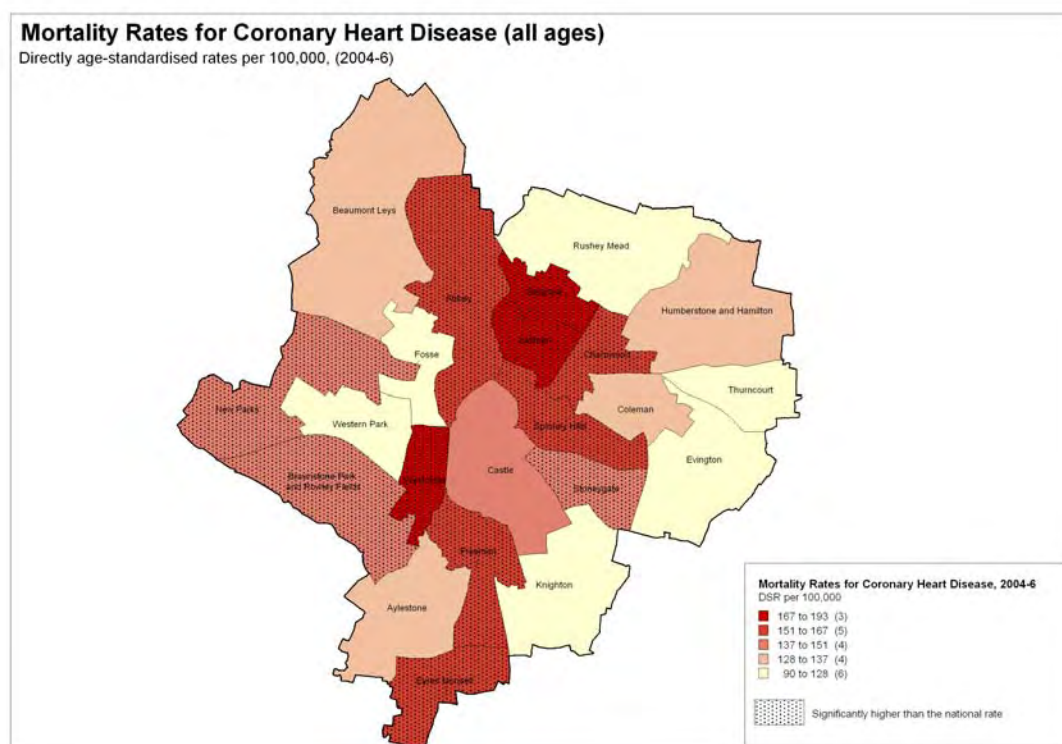 Mortality Rates for Coronary Heart Disease (all ages)
Directly age-standardised rates per 100,000, (2004-6)
Beaumont Leys
Rushey Mead
Abbey
Belgrave
Humberstone and Hamilton
Latimer
Fosse
Charnwood
Thurncourt
New Parks
Coleman
Western Park
Spinney Hills
Evington
Castle
Braunstone Park
and Rowley Fields
Westcotes
Stoneygate
Freemen
Knighton
Aylestone
Eyres Monsell
Mortality Rates for Coronary Heart Disease, 2004-6
DSR per 100,000
167 to 193 (3)
151 to 167 (5)
137 to 151 (4)
128 to 137 (4)
90 to 128 (6)
Significantly higher than the national rate